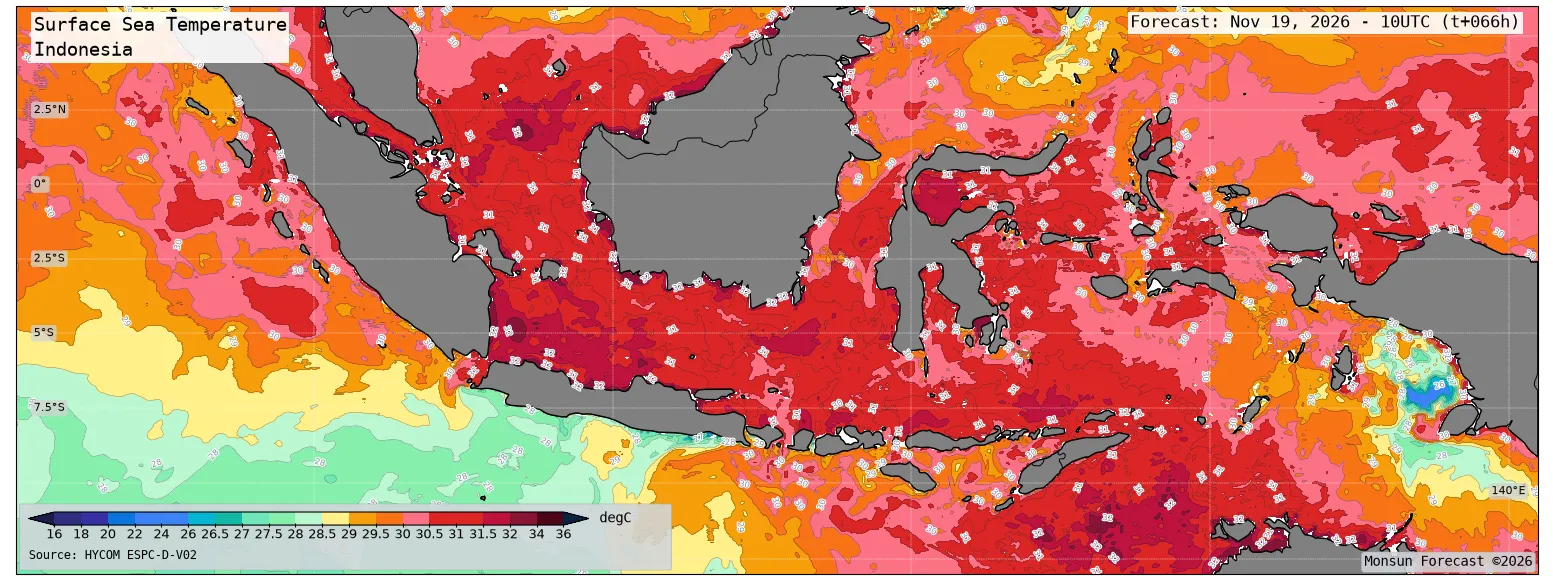 Surface Sea Temperature
Indonesia
Forecast: Nov 19, 2026 - 10UTC (t+066h)
2.5°N
0°
2.5°S
5°S
7.5°S
140°E
degC
16 18 20 22 24 26 26.5 27 27.5 28 28.5 29 29.5 30 30.5 31 31.5 32 34 36
Source: HYCOM ESPC-D-V02
Monsun Forecast ©2026